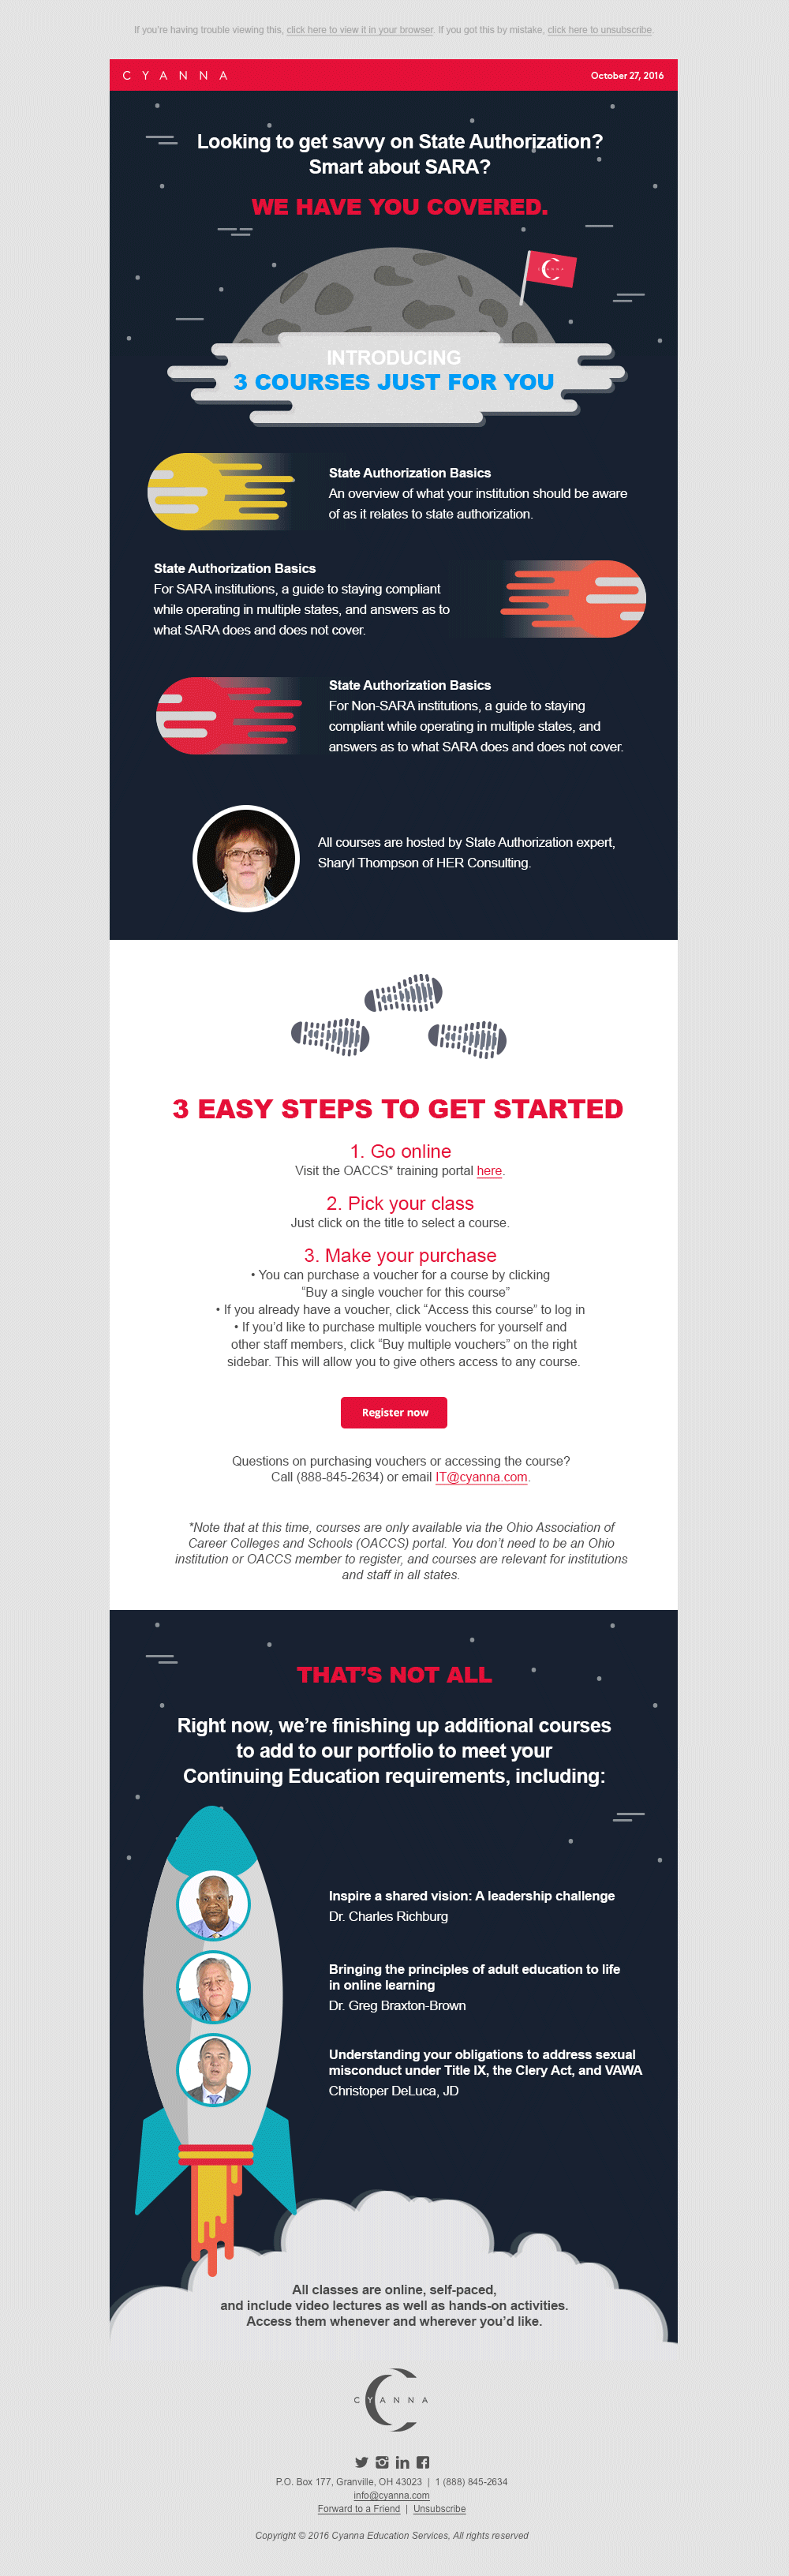 If you're having trouble viewing this, click here to view it in your browser. If you got this by mistake, click here to unsubscribe.
CYANNA
October 27, 2016
Looking to get savvy on State Authorization?
Smart about SARA?
WE HAVE YOU COVERED.
INTRODUCING
3 COURSES JUST FOR YOU
State Authorization Basics
An overview of what your institution should be aware
of as it relates to state authorization.
State Authorization Basics
For SARA institutions, a guide to staying compliant
while operating in multiple states, and answers as to
what SARA does and does not cover.
State Authorization Basics
For Non-SARA institutions, a guide to staying
compliant while operating in multiple states, and
answers as to what SARA does and does not cover.
All courses are hosted by State Authorization expert,
Sharyl Thompson of HER Consulting.
3 EASY STEPS TO GET STARTED
1. Go online
Visit the OACCS* training portal here.
2. Pick your class
Just click on the title to select a course.
3. Make your purchase
• You can purchase a voucher for a course by clicking
“Buy a single voucher for this course”
• If you already have a voucher, click “Access this course” to log in
• If you’d like to purchase multiple vouchers for yourself and
other staff members, click “Buy multiple vouchers” on the right
sidebar. This will allow you to give others access to any course.
Register now
Questions on purchasing vouchers or accessing the course?
Call (888-845-2634) or email IT@cyanna.com.
*Note that at this time, courses are only available via the Ohio Association of
Career Colleges and Schools (OACCS) portal. You don’t need to be an Ohio
institution or OACCS member to register, and courses are relevant for institutions
and staff in all states.
THAT’S NOT ALL
Right now, we’re finishing up additional courses
to add to our portfolio to meet your
Continuing Education requirements, including:
Inspire a shared vision: A leadership challenge
Dr. Charles Richburg
Bringing the principles of adult education to life
in online learning
Dr. Greg Braxton-Brown
Understanding your obligations to address sexual
misconduct under Title IX, the Clery Act, and VAWA
Christoper DeLuca, JD
All classes are online, self-paced,
and include video lectures as well as hands-on activities.
Access them whenever and wherever you’d like.
CYANNA
P.O. Box 177, Granville, OH 43023 | 1 (888) 845-2634
info@cyanna.com
Forward to a Friend | Unsubscribe
Copyright © 2016 Cyanna Education Services, All rights reserved